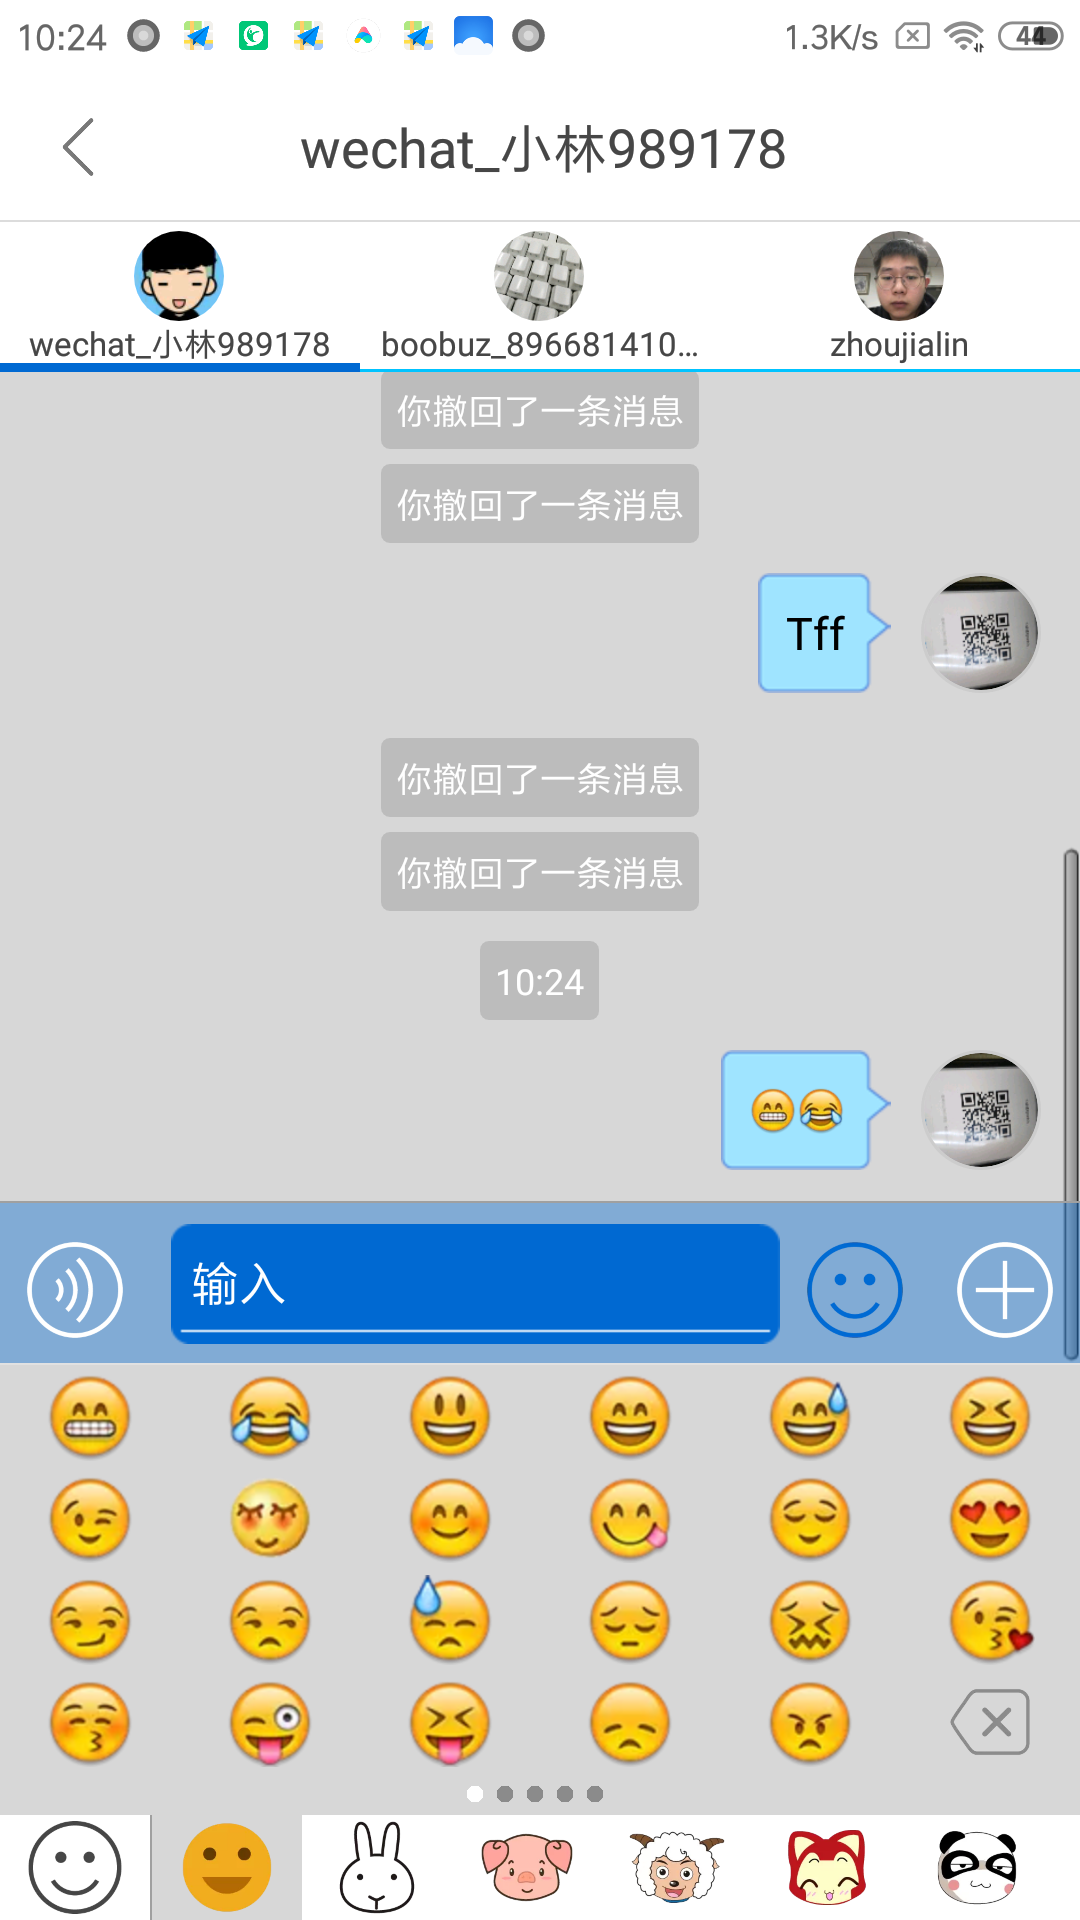 10:24 1.3K/s 44
wechat_小林989178
wechat_小林989178 boobuz_896681410... zhoujialin
你撤回了一条消息
你撤回了一条消息
Tff
你撤回了一条消息
你撤回了一条消息
10:24
输入